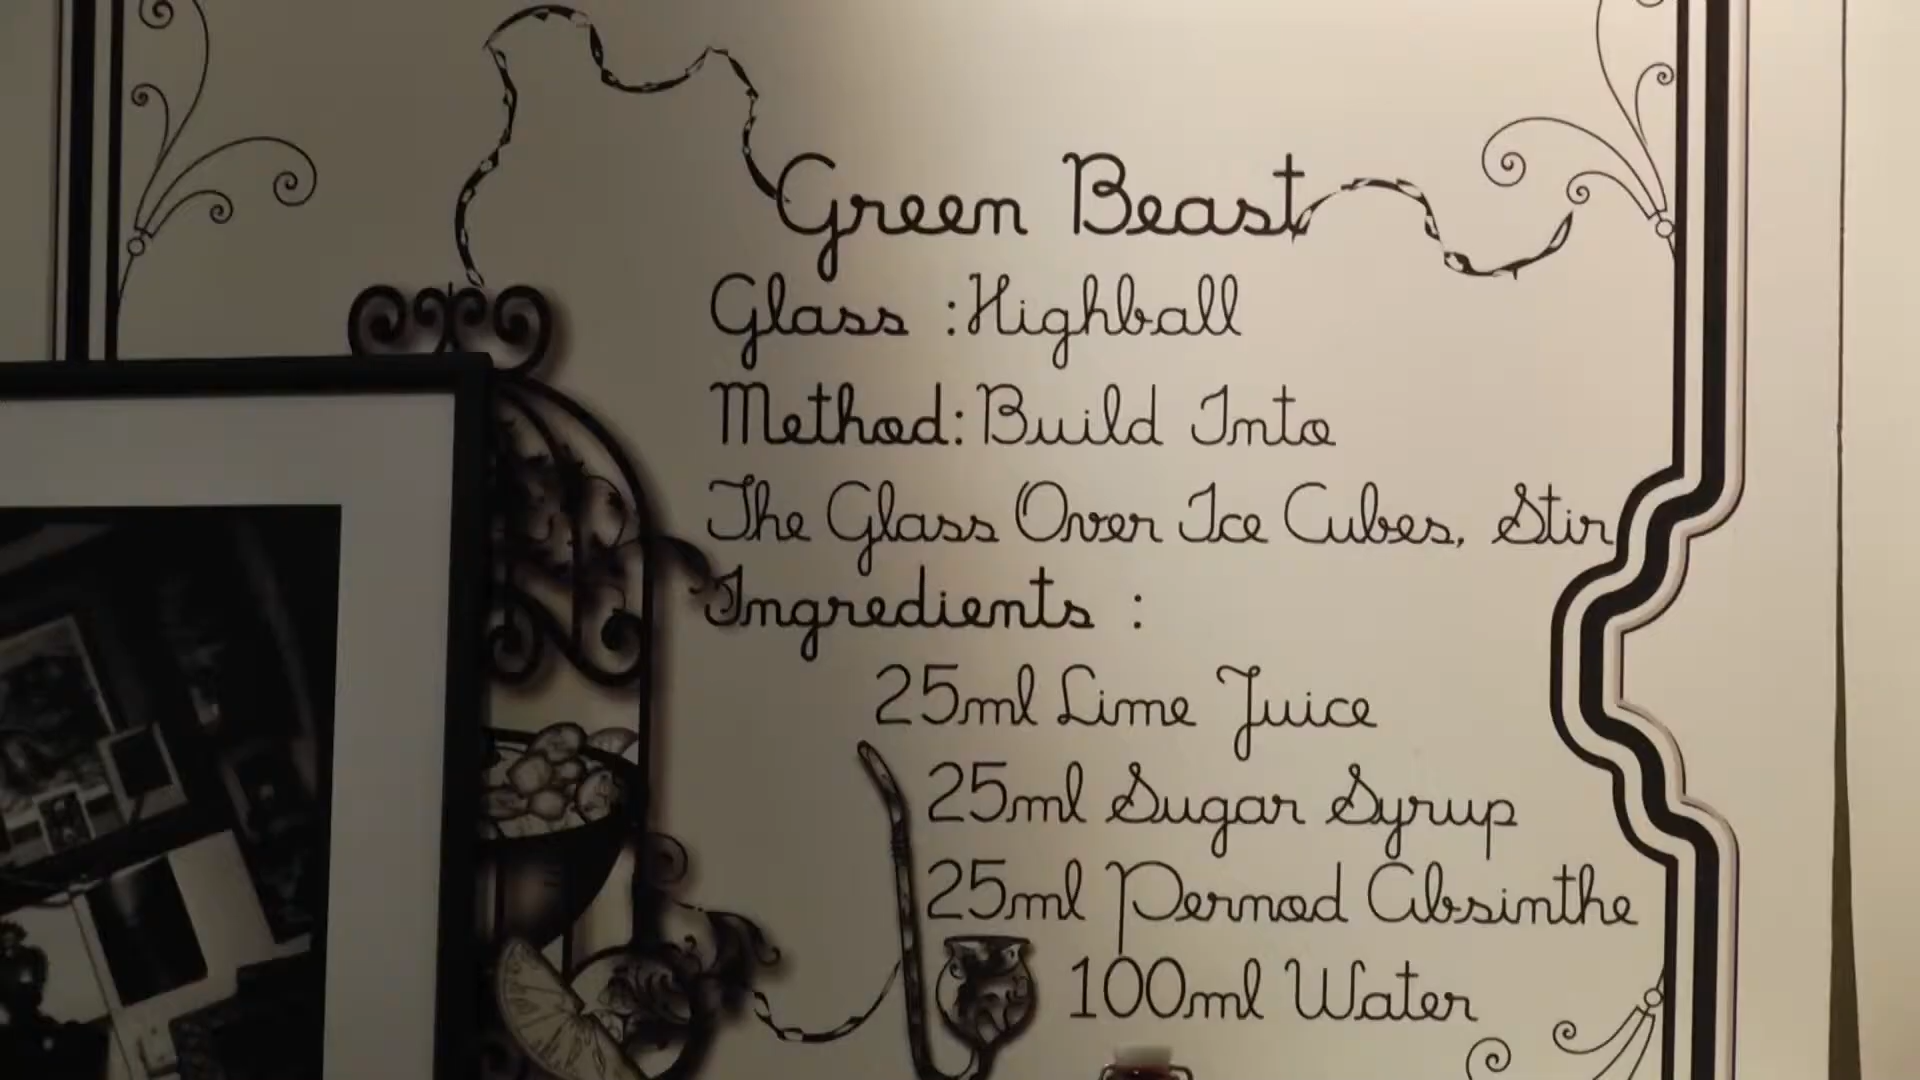 Green Beast
Glass :Highball
Method: Build Into
The Glass Over Ice Cubes, Stir
Ingredients :
25ml Lime Juice
25ml Sugar Syrup
25ml Pernod Absinthe
100ml Water